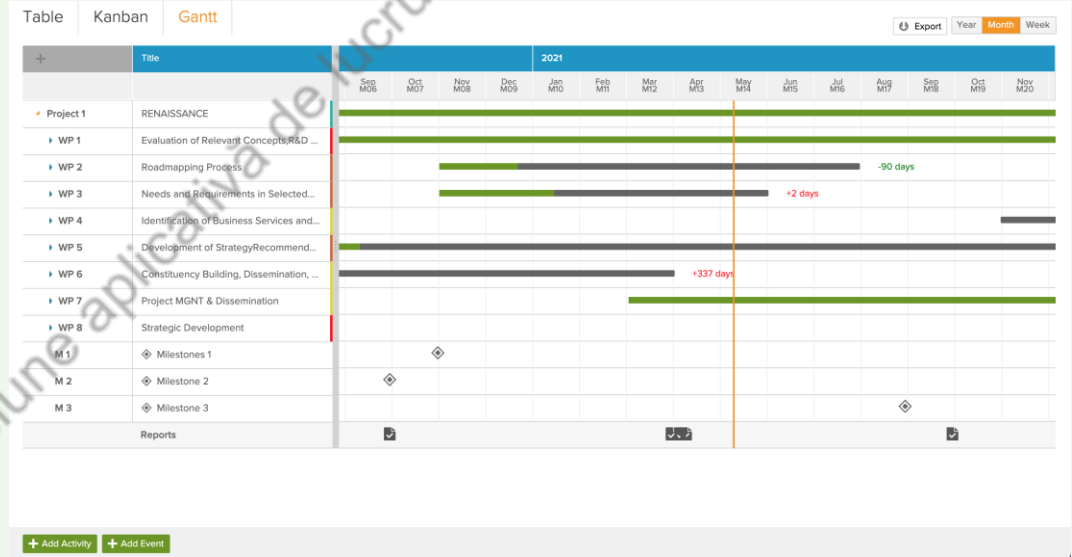 Table Kanban Gantt
Export Year Month Week
+ Title 2021
Sep Oct Nov Dec Jan Feb Mar Apr May Jun Jul Aug Sep Oct Nov
M06 M07 M08 M09 M10 M11 M12 M13 M14 M15 M16 M17 M18 M19 M20
Project 1 RENAISSANCE
WP 1 Evaluation of Relevant Concepts,R&D ...
WP 2 Roadmapping Process -90 days
WP 3 Needs and Requirements in Selected... +2 days
WP 4 Identification of Business Services and...
WP 5 Development of StrategyRecommend...
WP 6 Constituency Building, Dissemination, ... +337 days
WP 7 Project MGNT & Dissemination
WP 8 Strategic Development
M 1 Milestones 1
M 2 Milestone 2
M 3 Milestone 3
Reports
+ Add Activity + Add Event
aplicativă de lucru